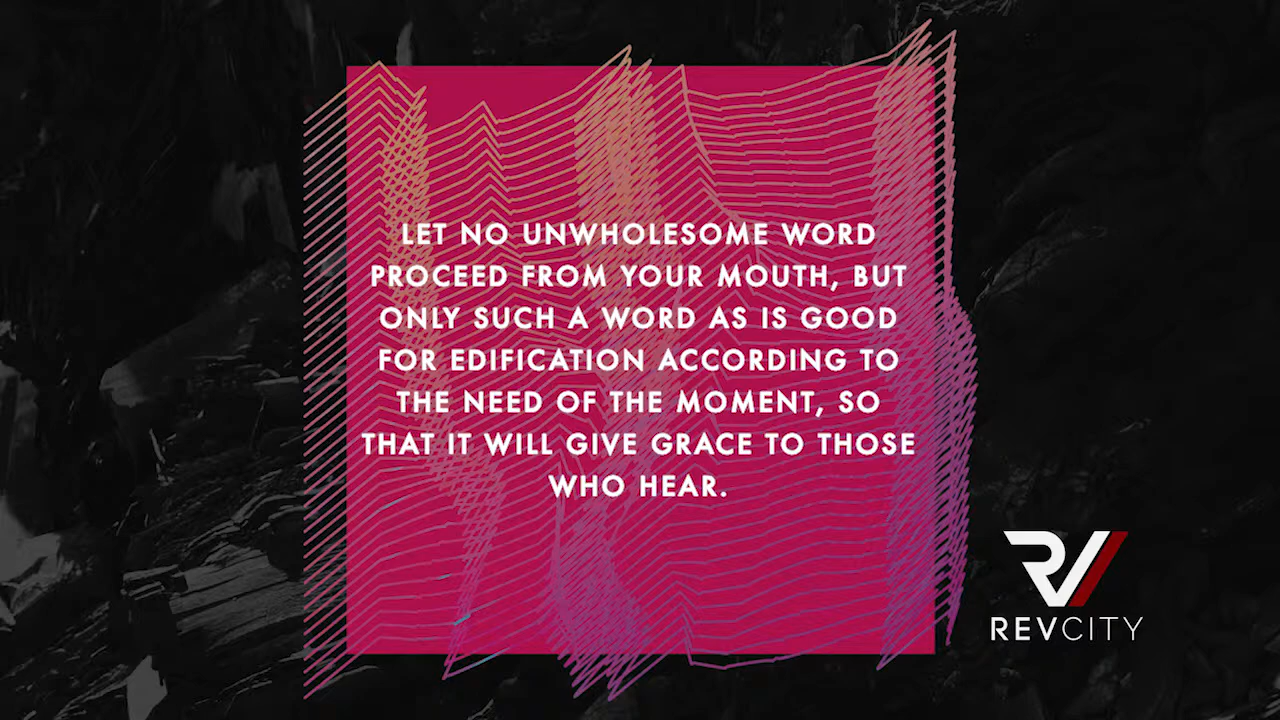 LET NO UNWHOLESOME WORD
PROCEED FROM YOUR MOUTH, BUT
ONLY SUCH A WORD AS IS GOOD
FOR EDIFICATION ACCORDING TO
THE NEED OF THE MOMENT, SO
THAT IT WILL GIVE GRACE TO THOSE
WHO HEAR.
RV
REVCITY